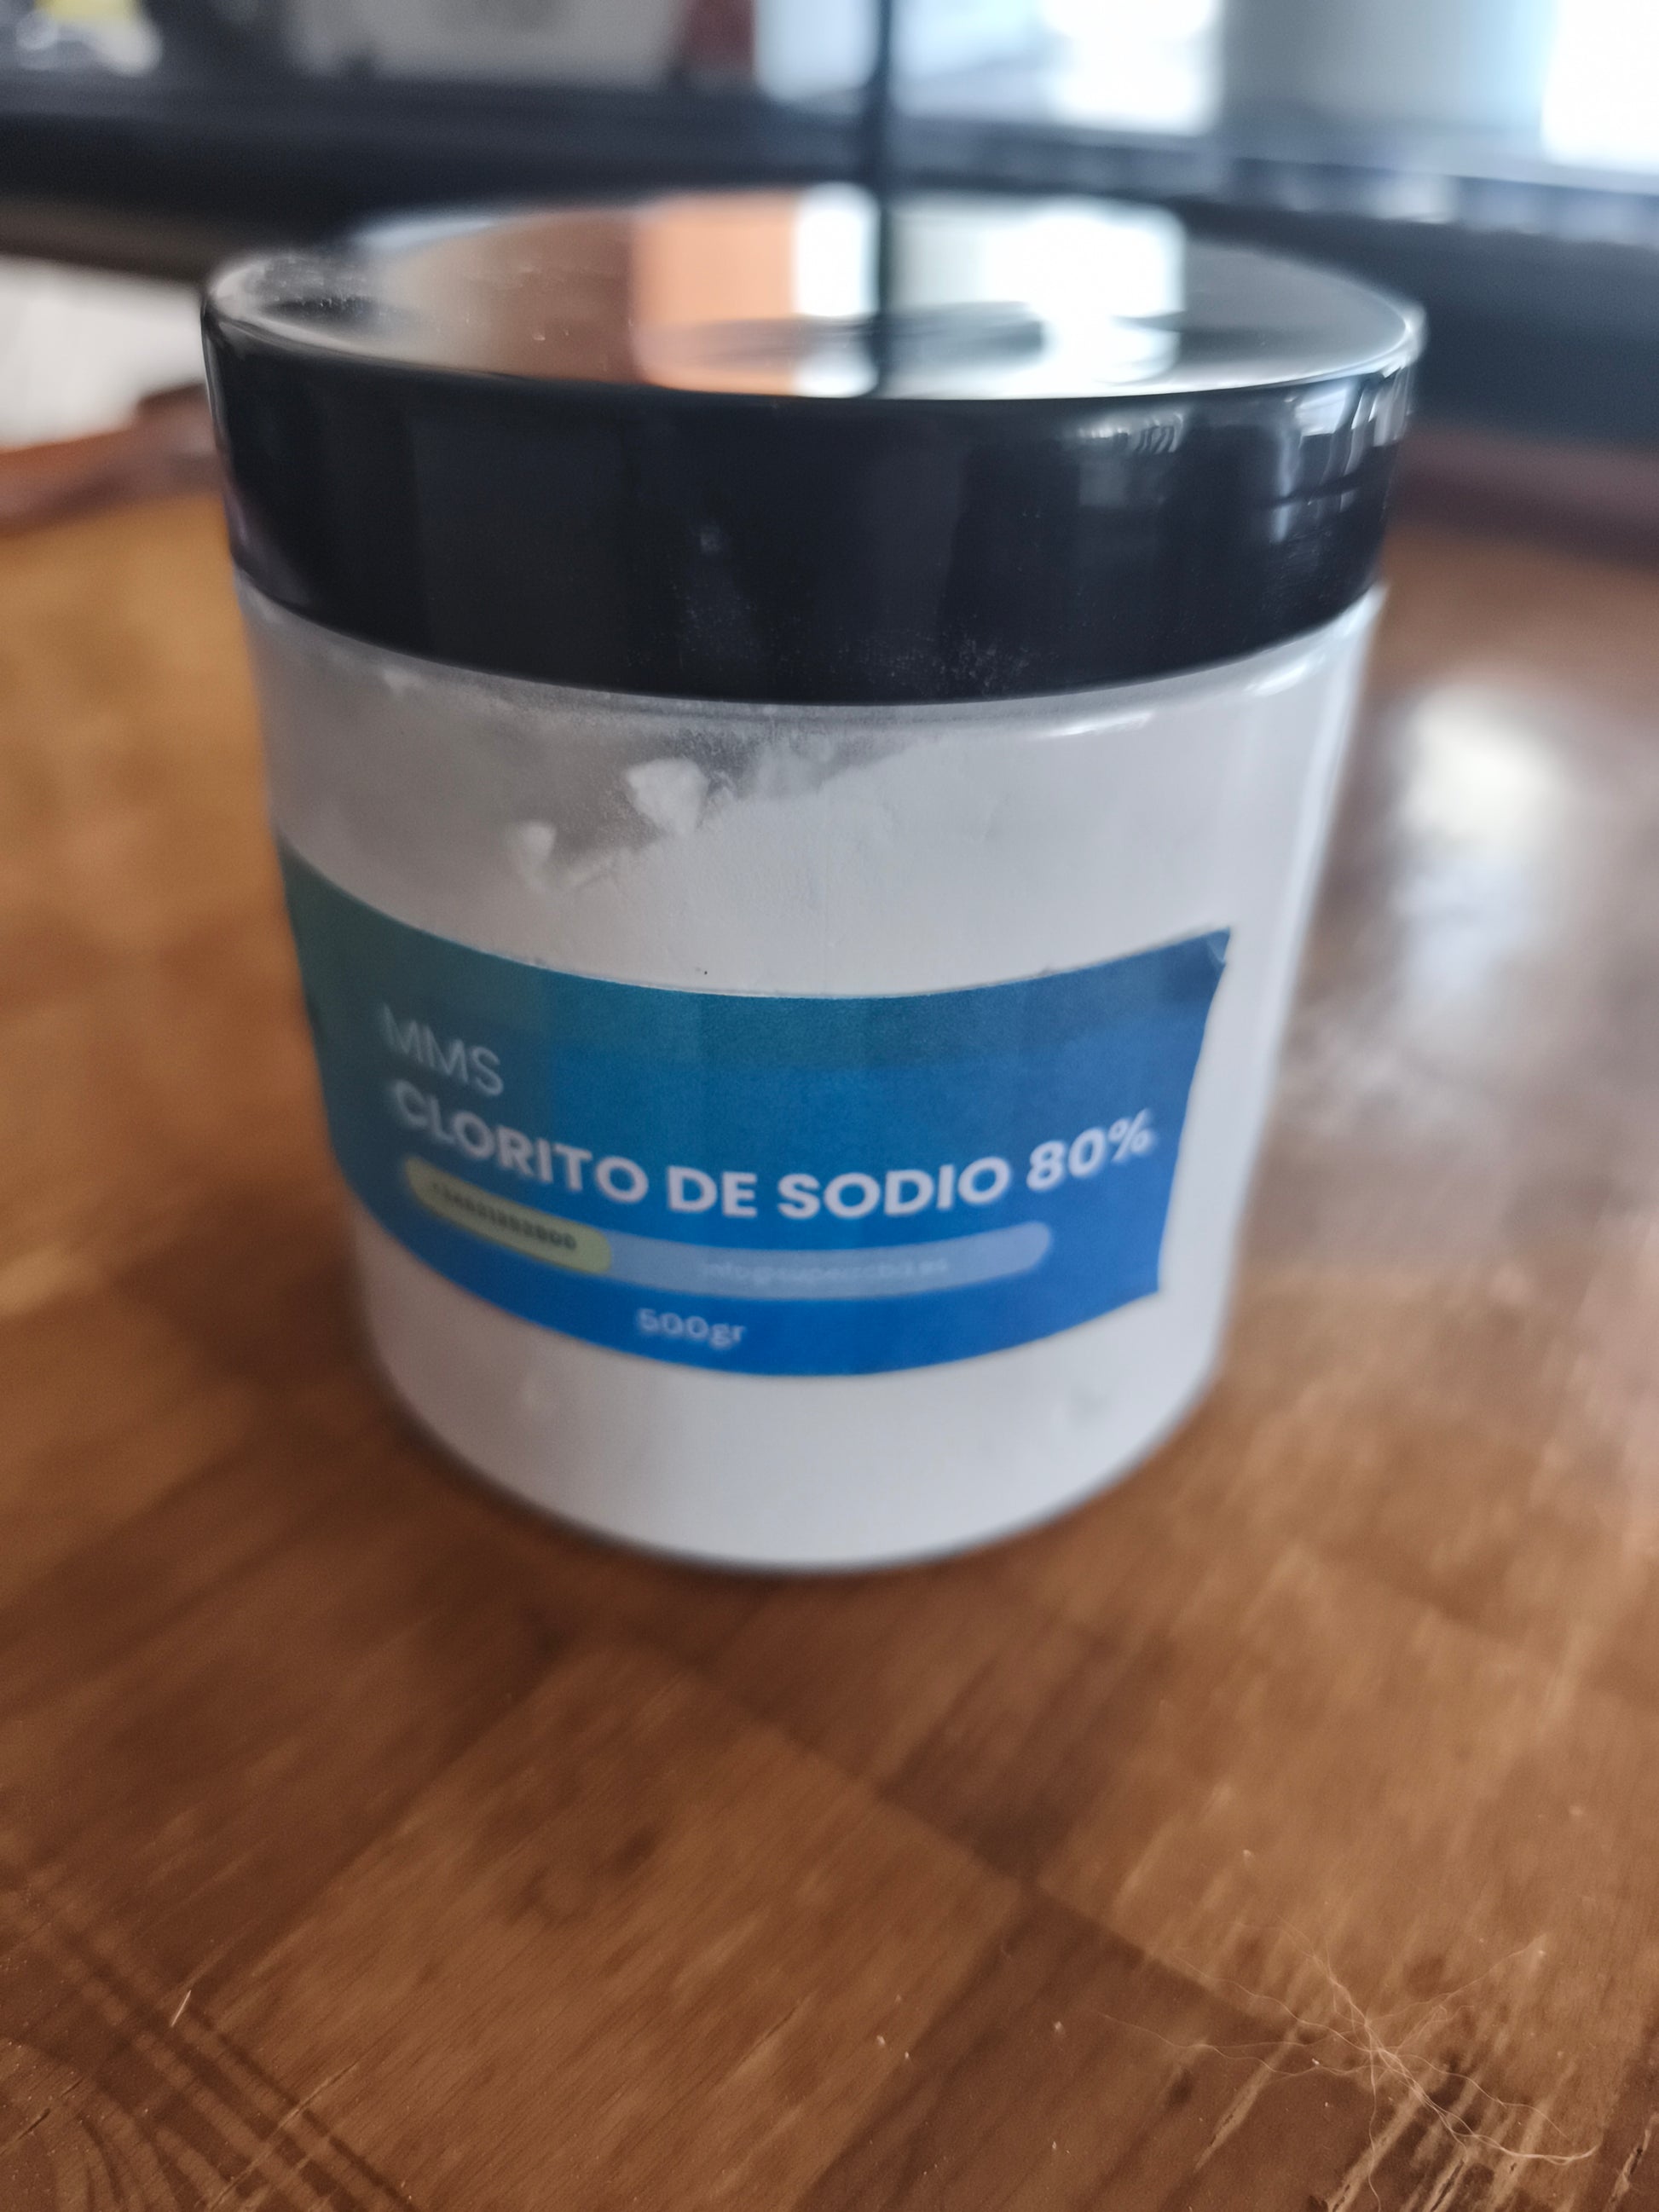 MMS
CLORITO DE SODIO 80%
500gr